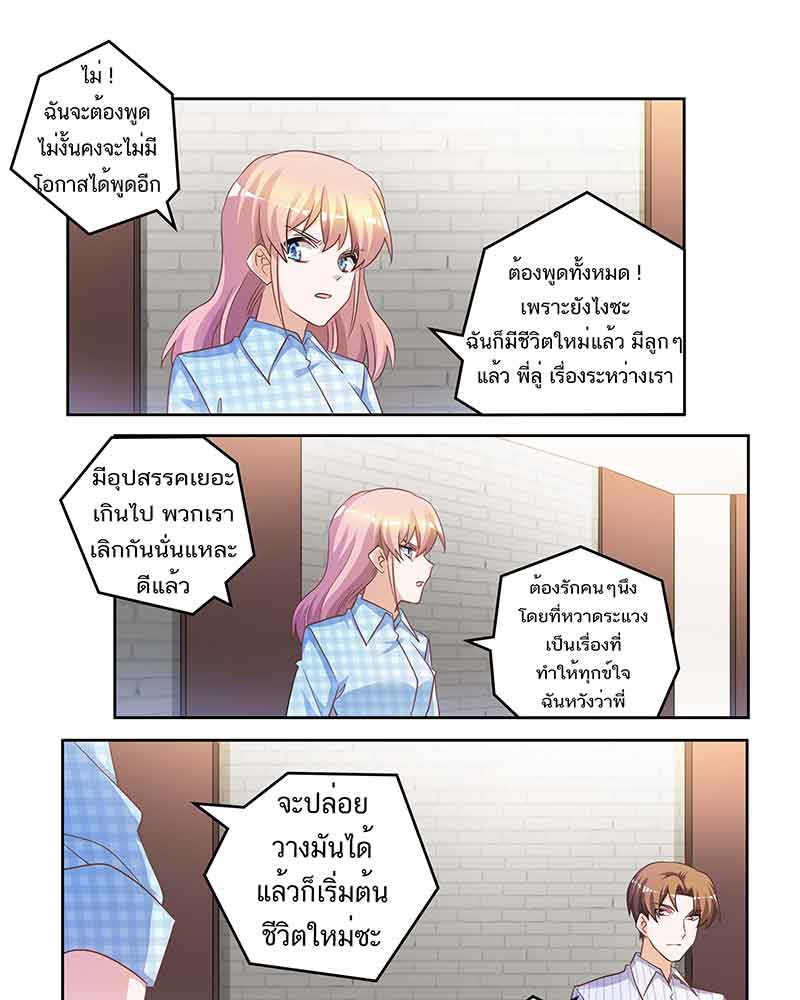 ไม่ !
ฉันจะต้องพูด
ไม่งั้นคงจะไม่มี
โอกาสได้พูดอีก
ต้องพูดทั้งหมด !
เพราะยังไงซะ
ฉันก็มีชีวิตใหม่แล้ว มีลูกๆ
แล้ว พี่ลู่ เรื่องระหว่างเรา
มีอุปสรรคเยอะ
เกินไป พวกเรา
เลิกกันนั่นแหละ
ดีแล้ว
ต้องรักคนๆนึง
โดยที่หวาดระแวง
เป็นเรื่องที่
ทำให้ทุกข์ใจ
ฉันหวังว่าพี่
จะปล่อย
วางมันได้
แล้วก็เริ่มต้น
ชีวิตใหม่ซะ